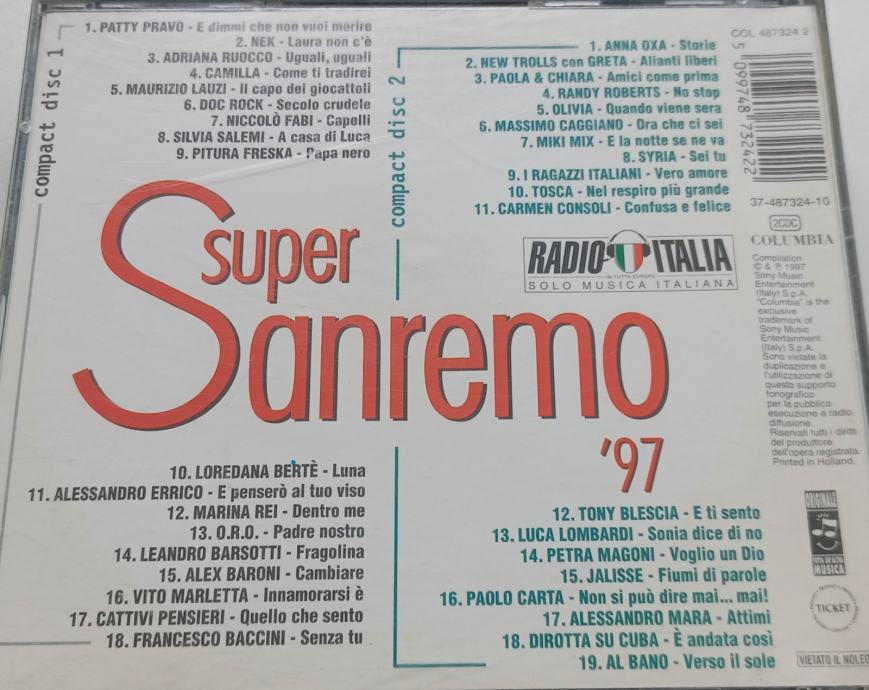 compact disc 1
1. PATTY PRAVO - E dimmi che non vuoi morire
2. NEK - Laura non c'è
3. ADRIANA RUOCCO - Uguali, uguali
4. CAMILLA - Come ti tradirei
5. MAURIZIO LAUZI - Il capo dei giocattoli
6. DOC ROCK - Secolo crudele
7. NICCOLÒ FABI - Capelli
8. SILVIA SALEMI - A casa di Luca
9. PITURA FRESKA - Papa nero
compact disc 2
1. ANNA OXA - Storie
2. NEW TROLLS con GRETA - Alianti liberi
3. PAOLA & CHIARA - Amici come prima
4. RANDY ROBERTS - No stop
5. OLIVIA - Quando viene sera
6. MASSIMO CAGGIANO - Ora che ci sei
7. MIKI MIX - E la notte se ne va
8. SYRIA - Sei tu
9. I RAGAZZI ITALIANI - Vero amore
10. TOSCA - Nel respiro più grande
11. CARMEN CONSOLI - Confusa e felice
COL 487324 2
5 099748 732422
37-487324-10
2CDC
COLUMBIA
Compilation
© & ℗ 1997
Sony Music
Entertainment
(Italy) S.p.A.
"Columbia" is the
exclusive
trademark of
Sony Music
Entertainment
(Italy) S.p.A.
Sono vietate la
duplicazione e
l'utilizzazione di
questo supporto
fonografico
per la pubblica
esecuzione e radio
diffusione.
Riservati tutti i diritti
del produttore
dell'opera registrata.
Printed in Holland.
RADIO ITALIA
IN TUTTA EUROPA
SOLO MUSICA ITALIANA
Super
Sanremo
'97
10. LOREDANA BERTÈ - Luna
11. ALESSANDRO ERRICO - E penserò al tuo viso
12. MARINA REI - Dentro me
13. O.R.O. - Padre nostro
14. LEANDRO BARSOTTI - Fragolina
15. ALEX BARONI - Cambiare
16. VITO MARLETTA - Innamorarsi è
17. CATTIVI PENSIERI - Quello che sento
18. FRANCESCO BACCINI - Senza tu
12. TONY BLESCIA - E ti sento
13. LUCA LOMBARDI - Sonia dice di no
14. PETRA MAGONI - Voglio un Dio
15. JALISSE - Fiumi di parole
16. PAOLO CARTA - Non si può dire mai... mai!
17. ALESSANDRO MARA - Attimi
18. DIROTTA SU CUBA - È andata così
19. AL BANO - Verso il sole
ORIGINALE
MUSICA
TICKET
VIETATO IL NOLEG